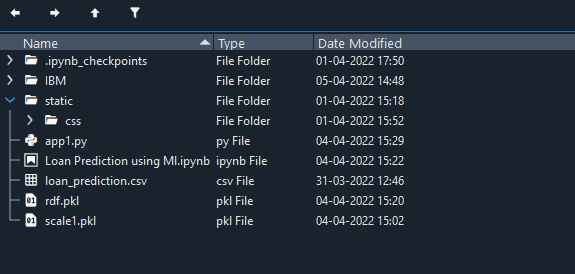 Name Type Date Modified
.ipynb_checkpoints File Folder 01-04-2022 17:50
IBM File Folder 05-04-2022 14:48
static File Folder 01-04-2022 15:18
css File Folder 01-04-2022 15:52
app1.py py File 04-04-2022 15:29
Loan Prediction using Ml.ipynb ipynb File 04-04-2022 15:22
loan_prediction.csv csv File 31-03-2022 12:46
01 rdf.pkl pkl File 04-04-2022 15:20
01 scale1.pkl pkl File 04-04-2022 15:02